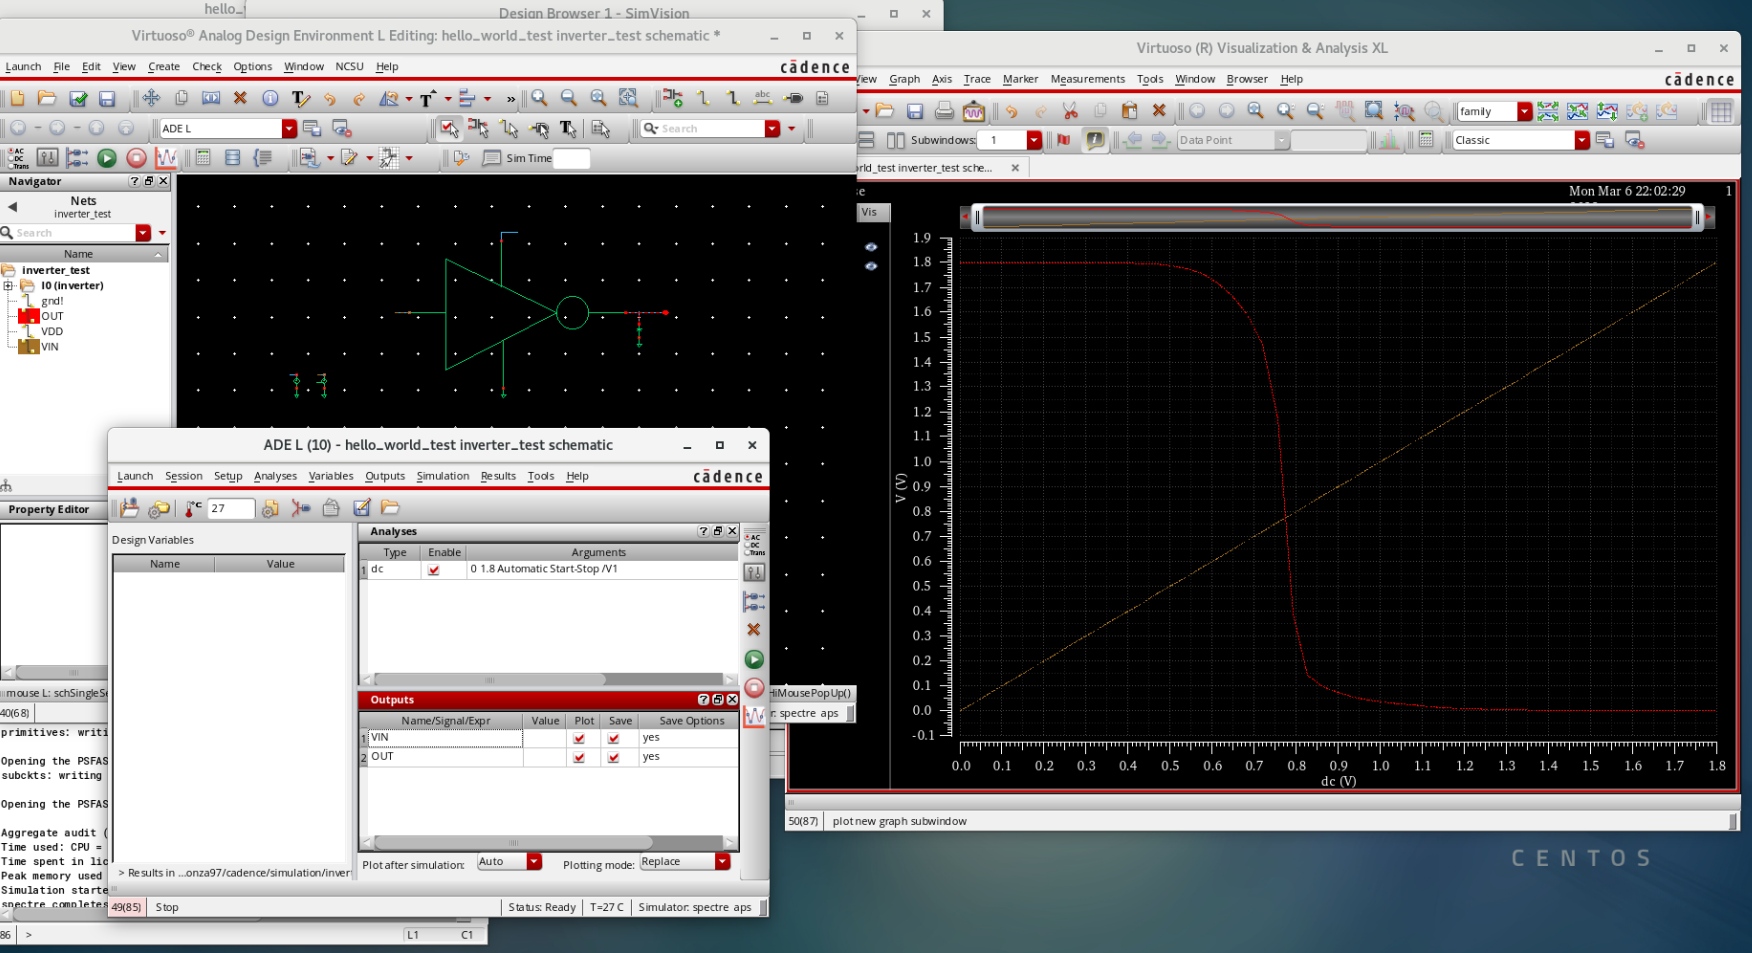 hello_
Design Browser 1 - SimVision
Virtuoso® Analog Design Environment L Editing: hello_world_test inverter_test schematic *
Launch File Edit View Create Check Options Window NCSU Help
cādence
ADE L
Search
Sim Time
Navigator
Nets
inverter_test
Search
Name
inverter_test
I0 (inverter)
gnd!
OUT
VDD
VIN
Property Editor
mouse L: schSingleSe
HiMousePopUp()
40(68)
r: spectre aps
primitives: writi
Opening the PSFAS
subckts: writing
Opening the PSFAS
Aggregate audit (
Time used: CPU =
Time spent in lic
Peak memory used
Simulation starte
spectre completes
86 >
L1 C1
ADE L (10) - hello_world_test inverter_test schematic
Launch Session Setup Analyses Variables Outputs Simulation Results Tools Help
cādence
27
Design Variables
Name Value
Analyses
Type Enable Arguments
1 dc 0 1.8 Automatic Start-Stop /V1
AC
DC
Trans
Outputs
Name/Signal/Expr Value Plot Save Save Options
1 VIN yes
2 OUT yes
Plot after simulation: Auto Plotting mode: Replace
> Results in ...onza97/cadence/simulation/inver
49(85) Stop Status: Ready T=27 C Simulator: spectre aps
Virtuoso (R) Visualization & Analysis XL
View Graph Axis Trace Marker Measurements Tools Window Browser Help
cādence
family
Subwindows: 1 Data Point Classic
rld_test inverter_test sche...
se
Mon Mar 6 22:02:29 1
Vis
1.9
1.8
1.7
1.6
1.5
1.4
1.3
1.2
1.1
1.0
0.9
0.8
0.7
0.6
0.5
0.4
0.3
0.2
0.1
0.0
-0.1
V (V)
0.0 0.1 0.2 0.3 0.4 0.5 0.6 0.7 0.8 0.9 1.0 1.1 1.2 1.3 1.4 1.5 1.6 1.7 1.8
dc (V)
50(87) plot new graph subwindow
CENTOS